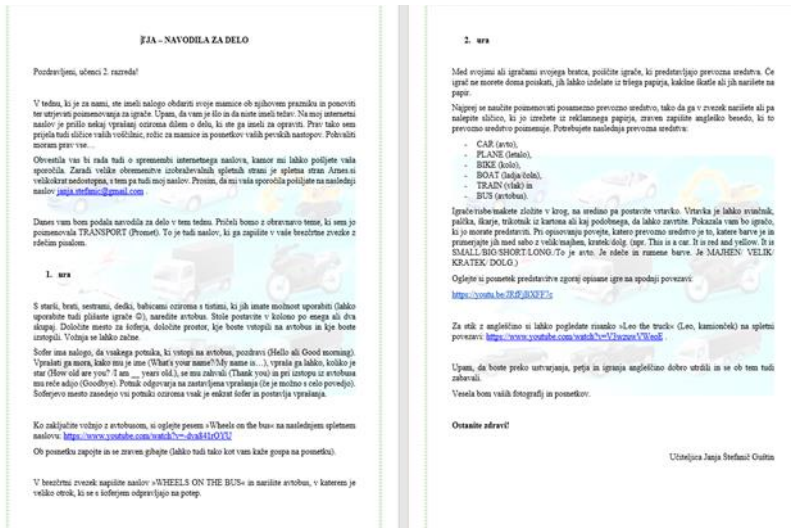 TJA – NAVODILA ZA DELO
Pozdravljeni, učenci 2. razreda!
V tednu, ki je za nami, ste imeli nalogo obdariti svoje mamice ob njihovem prazniku in ponoviti
ter utrjevati poimenovanja za igrače. Upam, da vam je šlo in da niste imeli težav. Na moj internetni
naslov je prišlo nekaj vprašanj oziroma dilem o delu, ki ste ga imeli za opraviti. Prav tako sem
prijela tudi sličice vaših voščilnic, rožic za mamice in posnetkov vaših pevskih nastopov. Pohvaliti
moram prav vse…
Obvestila vas bi rada tudi o spremembi internetnega naslova, kamor mi lahko pošljete vaša
sporočila. Zaradi velike obremenitve izobraževalnih spletnih strani je spletna stran Arnes.si
velikokrat nedostopna, s tem pa tudi moj naslov. Prosim, da mi vaša sporočila pošiljate na naslednji
naslov janja.stefanic@gmail.com .
Danes vam bom podala navodila za delo v tem tednu. Pričeli bomo z obravnavo teme, ki sem jo
poimenovala TRANSPORT (Promet). To je tudi naslov, ki ga zapišite v vaše brezčrtne zvezke z
rdečim pisalom.
1. ura
S starši, brati, sestrami, dedki, babicami oziroma s tistimi, ki jih imate možnost uporabiti (lahko
uporabite tudi plišaste igrače ☺), naredite avtobus. Stole postavite v kolono po enega ali dva
skupaj. Določite mesto za šoferja, določite prostor, kje boste vstopili na avtobus in kje boste
izstopili. Vožnja se lahko začne.
Šofer ima nalogo, da vsakega potnika, ki vstopi na avtobus, pozdravi (Hello ali Good morning).
Vprašati ga mora, kako mu je ime (What's your name?/My name is…), vpraša ga lahko, koliko je
star (How old are you? /I am __ years old.), se mu zahvali (Thank you) in pri izstopu iz avtobusa
mu reče adijo (Goodbye). Potnik odgovarja na zastavljena vprašanja (če je možno s celo povedjo).
Šoferjevo mesto zasedejo vsi potniki oziroma vsak je enkrat šofer in postavlja vprašanja.
Ko zaključite vožnjo z avtobusom, si oglejte pesem »Wheels on the bus« na naslednjem spletnem
naslovu:
Ob posnetku zapojte in se zraven gibajte (lahko tudi tako kot vam kaže gospa na posnetku).
V brezčrtni zvezek napišite naslov »WHEELS ON THE BUS« in narišite avtobus, v katerem je
veliko otrok, ki se s šoferjem odpravljajo na potep.
2. ura
Med svojimi ali igračami svojega bratca, poiščite igrače, ki predstavljajo prevozna sredstva. Če
igrač ne morete doma poiskati, jih lahko izdelate iz tršega papirja, kakšne škatle ali jih narišete na
papir.
Najprej se naučite poimenovati posamezno prevozno sredstvo, tako da ga v zvezek narišete ali pa
nalepite sličico, ki jo izrežete iz reklamnega papirja, zraven zapišite angleško besedo, ki to
prevozno sredstvo poimenuje. Potrebujete naslednja prevozna sredstva:
- CAR (avto),
- PLANE (letalo),
- BIKE (kolo),
- BOAT (ladja/čoln),
- TRAIN (vlak) in
- BUS (avtobus).
Igrače/risbe/makete zložite v krog, na sredino pa postavite vrtavko. Vrtavka je lahko svinčnik,
palčka, škarje, trikotnik iz kartona ali kaj podobnega, da lahko zavrtite. Pokazala vam bo igračo,
ki jo morate predstaviti. Pri opisovanju povejte, katero prevozno sredstvo je to, katere barve je in
primerjajte jih med sabo z velik/majhen, kratek/dolg. (npr. This is a car. It is red and yellow. It is
SMALL/BIG/SHORT/LONG./To je avto. Je rdeče in rumene barve. Je MAJHEN/ VELIK/
KRATEK/ DOLG.)
Oglejte si posnetek predstavitve zgoraj opisane igre na spodnji povezavi:
Za stik z angleščino si lahko pogledate risanko »Leo the truck« (Leo, kamionček) na spletni
povezavi:
Upam, da boste preko ustvarjanja, petja in igranja angleščino dobro utrdili in se ob tem tudi
zabavali.
Vesela bom vaših fotografij in posnetkov.
Ostanite zdravi!
Učiteljica Janja Štefanič Guštin